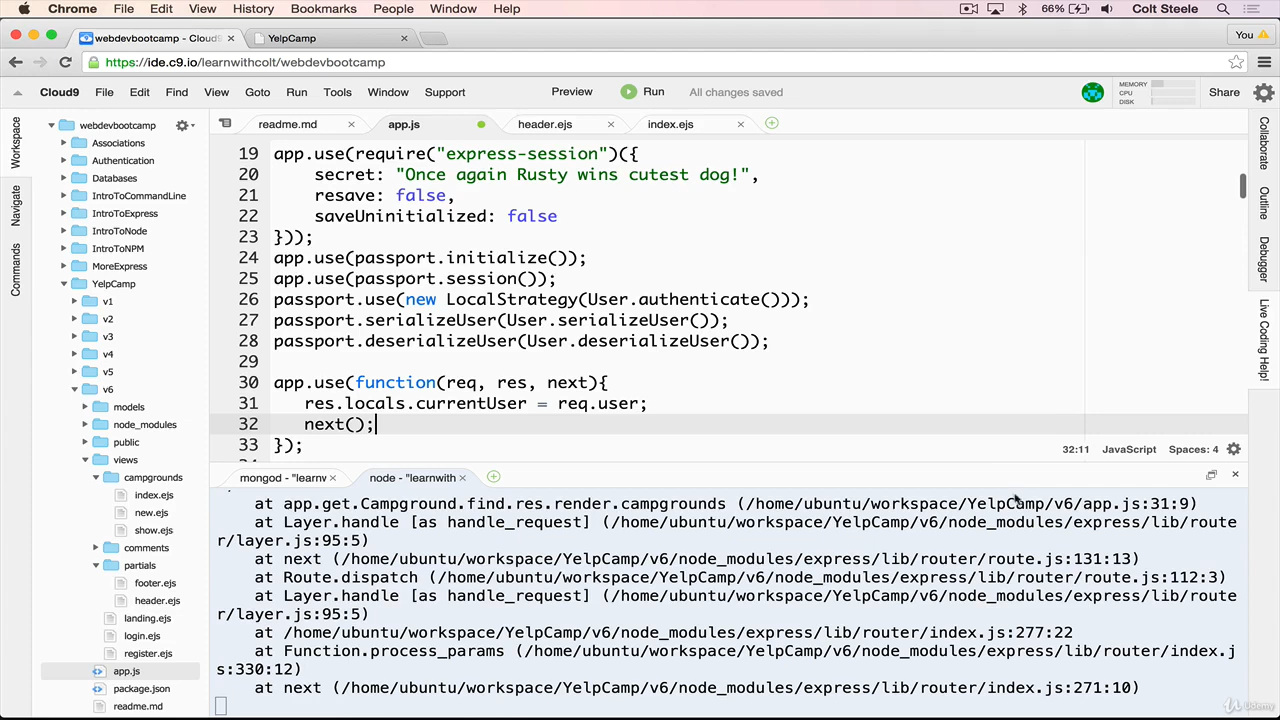 Chrome File Edit View History Bookmarks People Window Help 66% Colt Steele
webdevbootcamp - Cloud9 YelpCamp You
https://ide.c9.io/learnwithcolt/webdevbootcamp
Cloud9 File Edit Find View Goto Run Tools Window Support Preview Run All changes saved MEMORY CPU DISK Share
Workspace
Navigate
Commands
webdevbootcamp
Associations
Authentication
Databases
IntroToCommandLine
IntroToExpress
IntroToNode
IntroToNPM
MoreExpress
YelpCamp
v1
v2
v3
v4
v5
v6
models
node_modules
public
views
campgrounds
index.ejs
new.ejs
show.ejs
comments
partials
footer.ejs
header.ejs
landing.ejs
login.ejs
register.ejs
app.js
package.json
readme.md
readme.md app.js header.ejs index.ejs
19 app.use(require("express-session")({
20 secret: "Once again Rusty wins cutest dog!",
21 resave: false,
22 saveUninitialized: false
23 }));
24 app.use(passport.initialize());
25 app.use(passport.session());
26 passport.use(new LocalStrategy(User.authenticate()));
27 passport.serializeUser(User.serializeUser());
28 passport.deserializeUser(User.deserializeUser());
29
30 app.use(function(req, res, next){
31 res.locals.currentUser = req.user;
32 next();
33 });
32:11 JavaScript Spaces: 4
mongod - "learnw node - "learnwith
at app.get.Campground.find.res.render.campgrounds (/home/ubuntu/workspace/YelpCamp/v6/app.js:31:9)
at Layer.handle [as handle_request] (/home/ubuntu/workspace/YelpCamp/v6/node_modules/express/lib/route
r/layer.js:95:5)
at next (/home/ubuntu/workspace/YelpCamp/v6/node_modules/express/lib/router/route.js:131:13)
at Route.dispatch (/home/ubuntu/workspace/YelpCamp/v6/node_modules/express/lib/router/route.js:112:3)
at Layer.handle [as handle_request] (/home/ubuntu/workspace/YelpCamp/v6/node_modules/express/lib/route
r/layer.js:95:5)
at /home/ubuntu/workspace/YelpCamp/v6/node_modules/express/lib/router/index.js:277:22
at Function.process_params (/home/ubuntu/workspace/YelpCamp/v6/node_modules/express/lib/router/index.j
s:330:12)
at next (/home/ubuntu/workspace/YelpCamp/v6/node_modules/express/lib/router/index.js:271:10)
Collaborate
Outline
Debugger
Live Coding Help!
Udemy